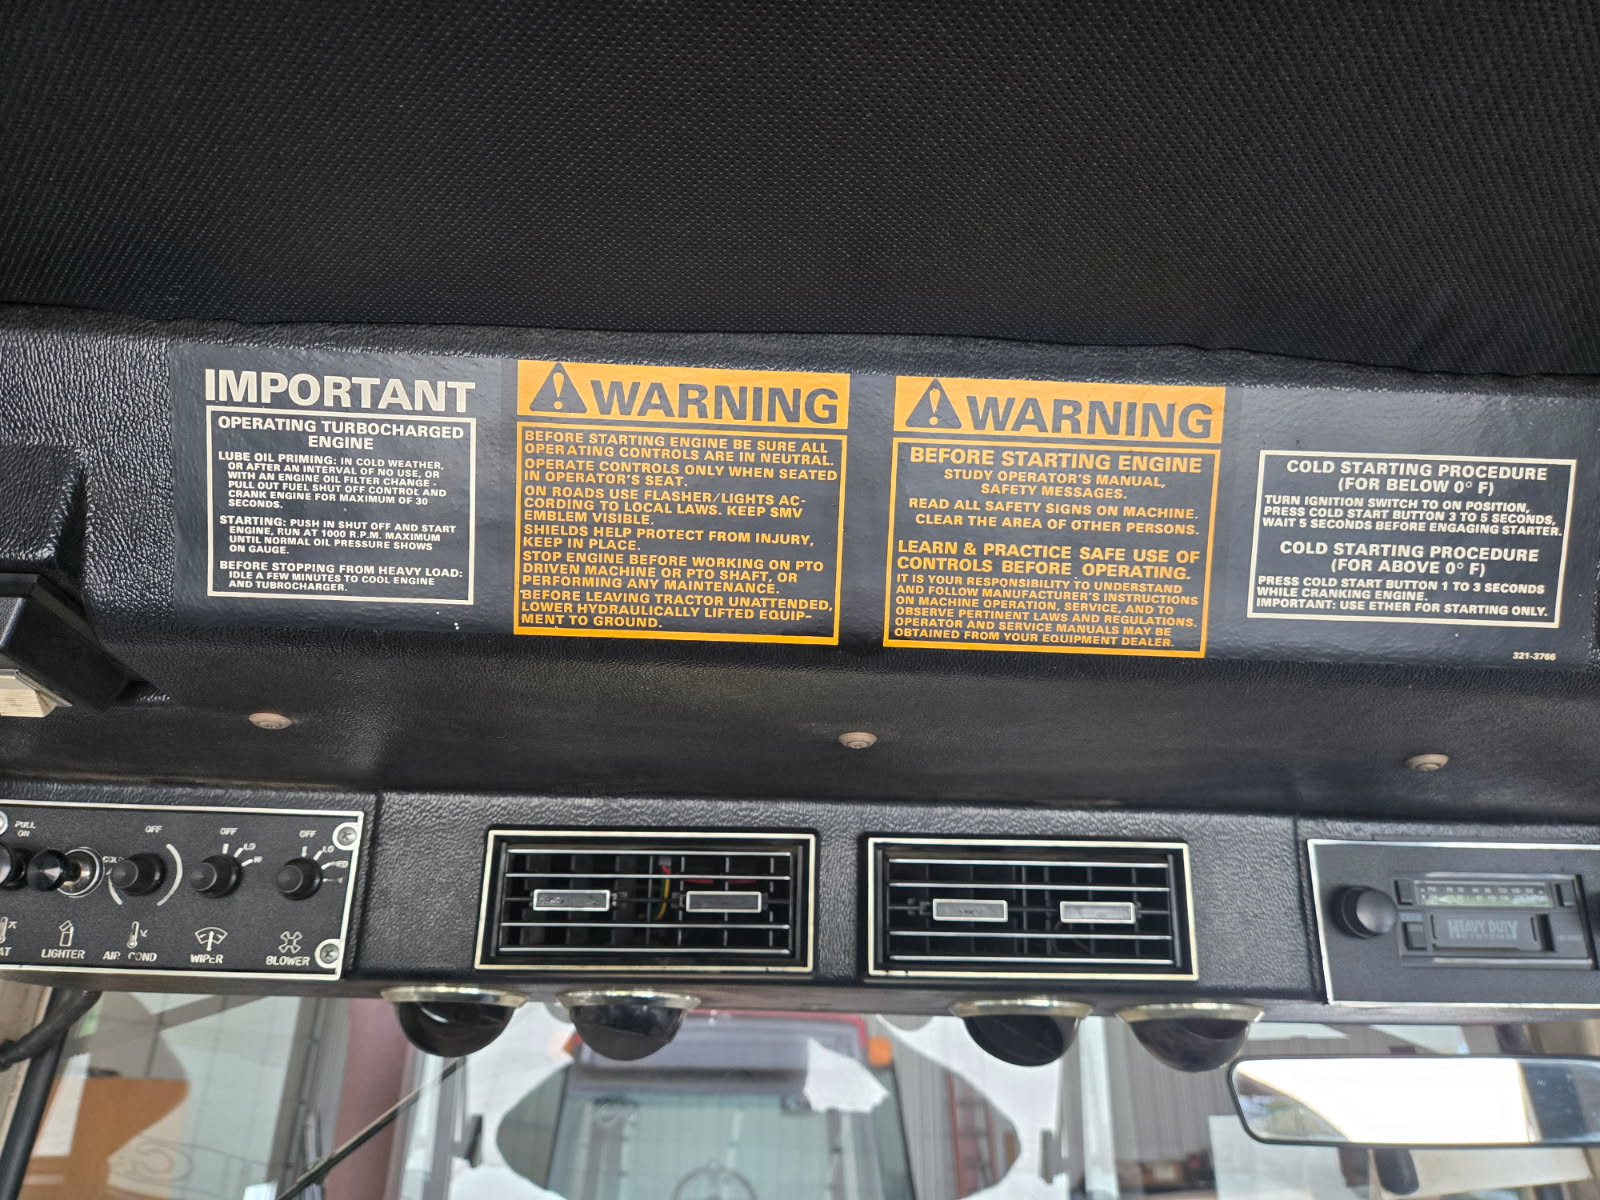 IMPORTANT
OPERATING TURBOCHARGED
ENGINE
LUBE OIL PRIMING: IN COLD WEATHER,
OR AFTER AN INTERVAL OF NO USE, OR
WITH AN ENGINE OIL FILTER CHANGE -
PULL OUT FUEL SHUT OFF CONTROL AND
CRANK ENGINE FOR MAXIMUM OF 30
SECONDS.
STARTING: PUSH IN SHUT OFF AND START
ENGINE, RUN AT 1000 R.P.M. MAXIMUM
UNTIL NORMAL OIL PRESSURE SHOWS
ON GAUGE.
BEFORE STOPPING FROM HEAVY LOAD:
IDLE A FEW MINUTES TO COOL ENGINE
AND TUBROCHARGER.
WARNING
BEFORE STARTING ENGINE BE SURE ALL
OPERATING CONTROLS ARE IN NEUTRAL.
OPERATE CONTROLS ONLY WHEN SEATED
IN OPERATOR'S SEAT.
ON ROADS USE FLASHER/LIGHTS AC-
CORDING TO LOCAL LAWS. KEEP SMV
EMBLEM VISIBLE.
SHIELDS HELP PROTECT FROM INJURY,
KEEP IN PLACE.
STOP ENGINE BEFORE WORKING ON PTO
DRIVEN MACHINE OR PTO SHAFT, OR
PERFORMING ANY MAINTENANCE.
BEFORE LEAVING TRACTOR UNATTENDED,
LOWER HYDRAULICALLY LIFTED EQUIP-
MENT TO GROUND.
WARNING
BEFORE STARTING ENGINE
STUDY OPERATOR'S MANUAL,
SAFETY MESSAGES.
READ ALL SAFETY SIGNS ON MACHINE.
CLEAR THE AREA OF OTHER PERSONS.
LEARN & PRACTICE SAFE USE OF
CONTROLS BEFORE OPERATING.
IT IS YOUR RESPONSIBILITY TO UNDERSTAND
AND FOLLOW MANUFACTURER'S INSTRUCTIONS
ON MACHINE OPERATION, SERVICE, AND TO
OBSERVE PERTINENT LAWS AND REGULATIONS.
OPERATOR AND SERVICE MANUALS MAY BE
OBTAINED FROM YOUR EQUIPMENT DEALER.
COLD STARTING PROCEDURE
(FOR BELOW 0° F)
TURN IGNITION SWITCH TO ON POSITION,
PRESS COLD START BUTTON 3 TO 5 SECONDS,
WAIT 5 SECONDS BEFORE ENGAGING STARTER.
COLD STARTING PROCEDURE
(FOR ABOVE 0° F)
PRESS COLD START BUTTON 1 TO 3 SECONDS
WHILE CRANKING ENGINE.
IMPORTANT: USE ETHER FOR STARTING ONLY.
321-3766
PULL
ON
OFF
OFF
OFF
LO
HI
LO
LIGHTER
AIR COND
WIPER
BLOWER
HEAVY DUTY